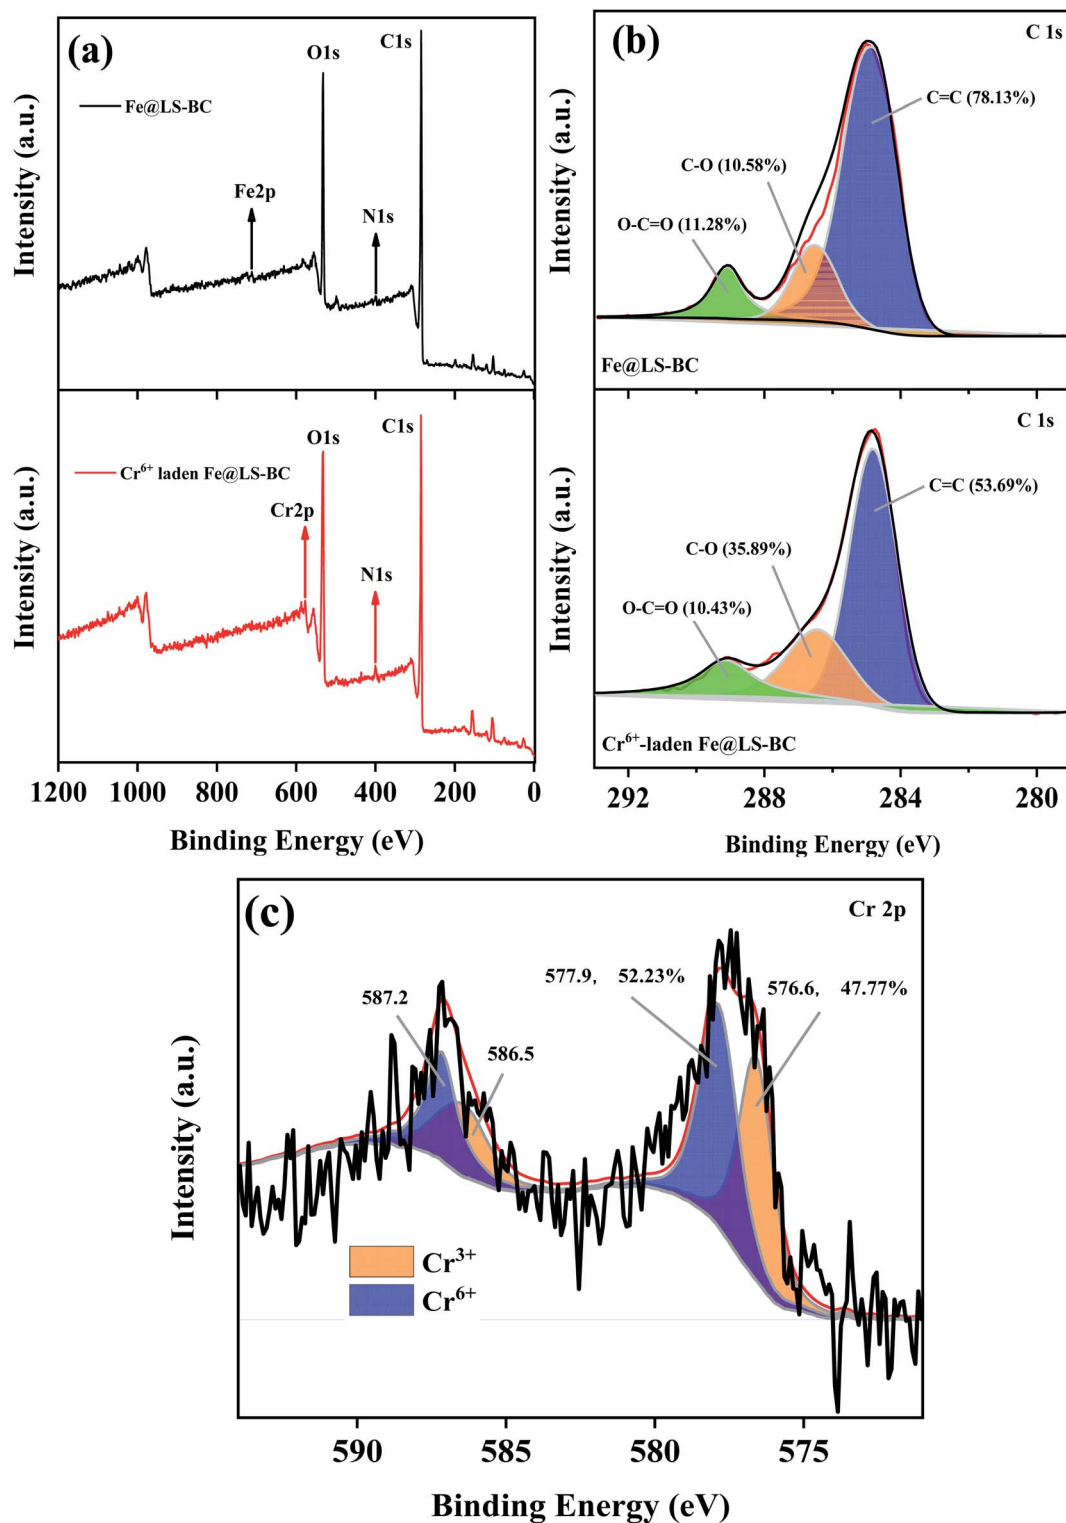 (a)
O1s
C1s
Fe@LS-BC
Fe2p
N1s
Intensity (a.u.)
O1s
C1s
Cr⁶⁺ laden Fe@LS-BC
Cr2p
N1s
Intensity (a.u.)
1200 1000 800 600 400 200 0
Binding Energy (eV)
(b)
C 1s
C=C (78.13%)
C-O (10.58%)
O-C=O (11.28%)
Intensity (a.u.)
Fe@LS-BC
C 1s
C=C (53.69%)
C-O (35.89%)
O-C=O (10.43%)
Intensity (a.u.)
Cr⁶⁺-laden Fe@LS-BC
292 288 284 280
Binding Energy (eV)
(c)
Cr 2p
577.9, 52.23%
576.6, 47.77%
587.2
586.5
Intensity (a.u.)
Cr³⁺
Cr⁶⁺
590 585 580 575
Binding Energy (eV)